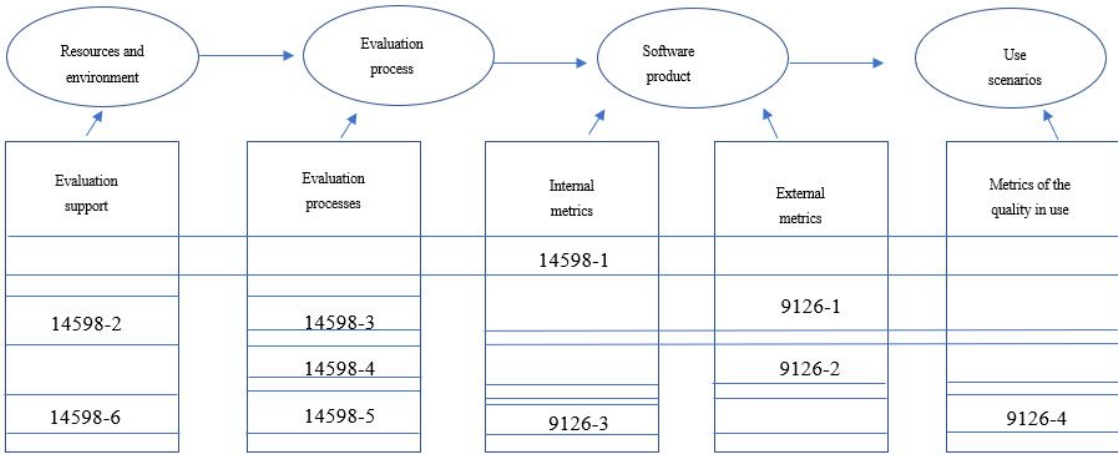 Resources and
environment
Evaluation
process
Software
product
Use
scenarios
Evaluation
support
Evaluation
processes
Internal
metrics
External
metrics
Metrics of the
quality in use
14598-1
9126-1
14598-2
14598-3
14598-4
9126-2
14598-6
14598-5
9126-3
9126-4